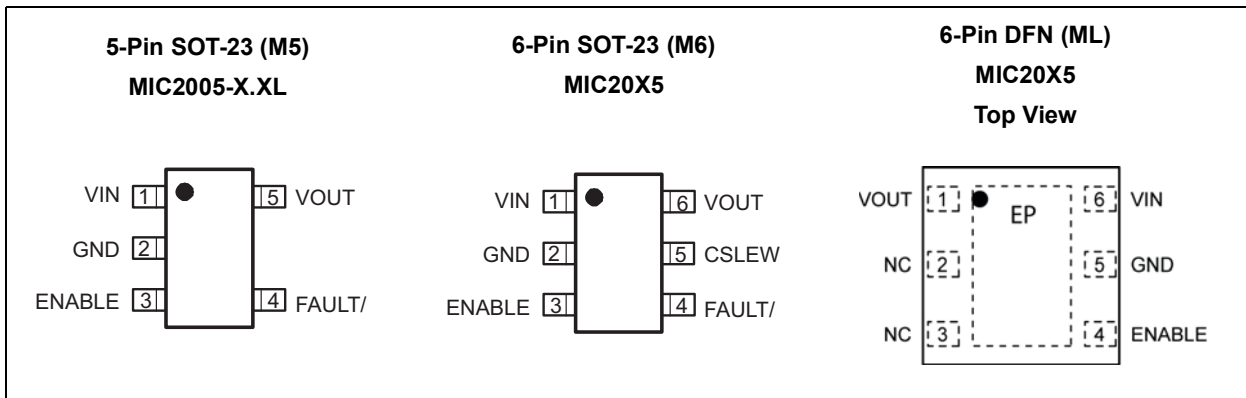 5-Pin SOT-23 (M5)
MIC2005-X.XL
VIN 1 5 VOUT
GND 2
ENABLE 3 4 FAULT/
6-Pin SOT-23 (M6)
MIC20X5
VIN 1 6 VOUT
GND 2 5 CSLEW
ENABLE 3 4 FAULT/
6-Pin DFN (ML)
MIC20X5
Top View
VOUT 1 EP 6 VIN
NC 2 5 GND
NC 3 4 ENABLE